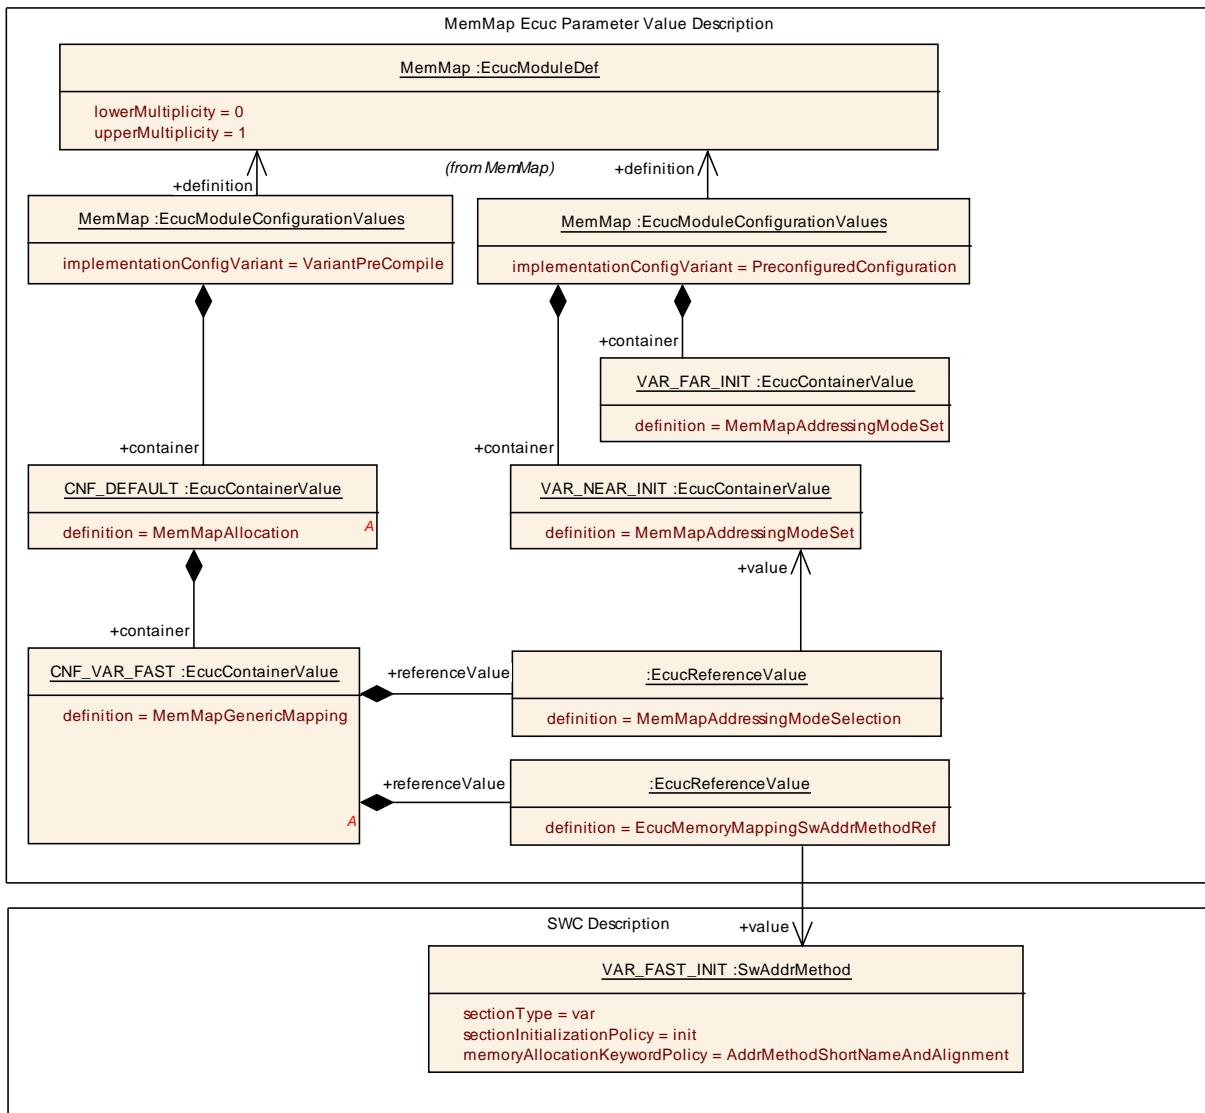 MemMap Ecuc Parameter Value Description
MemMap :EcucModuleDef
lowerMultiplicity = 0
upperMultiplicity = 1
(from MemMap)
+definition
+definition
MemMap :EcucModuleConfigurationValues
implementationConfigVariant = VariantPreCompile
MemMap :EcucModuleConfigurationValues
implementationConfigVariant = PreconfiguredConfiguration
+container
VAR_FAR_INIT :EcucContainerValue
definition = MemMapAddressingModeSet
+container
+container
CNF_DEFAULT :EcucContainerValue
definition = MemMapAllocation
A
VAR_NEAR_INIT :EcucContainerValue
definition = MemMapAddressingModeSet
+value
+container
CNF_VAR_FAST :EcucContainerValue
definition = MemMapGenericMapping
A
+referenceValue
:EcucReferenceValue
definition = MemMapAddressingModeSelection
+referenceValue
:EcucReferenceValue
definition = EcucMemoryMappingSwAddrMethodRef
SWC Description
+value
VAR_FAST_INIT :SwAddrMethod
sectionType = var
sectionInitializationPolicy = init
memoryAllocationKeywordPolicy = AddrMethodShortNameAndAlignment